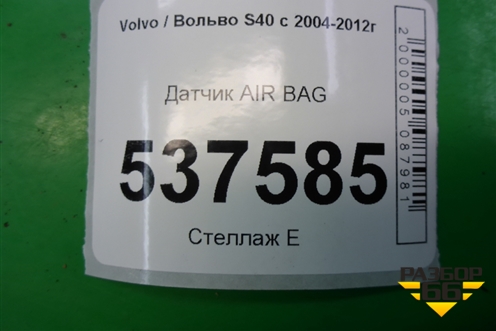 Volvo / Вольво S40 с 2004-2012г
Датчик AIR BAG
537585
Стеллаж Е
2000005087981
РАЗБОР
66